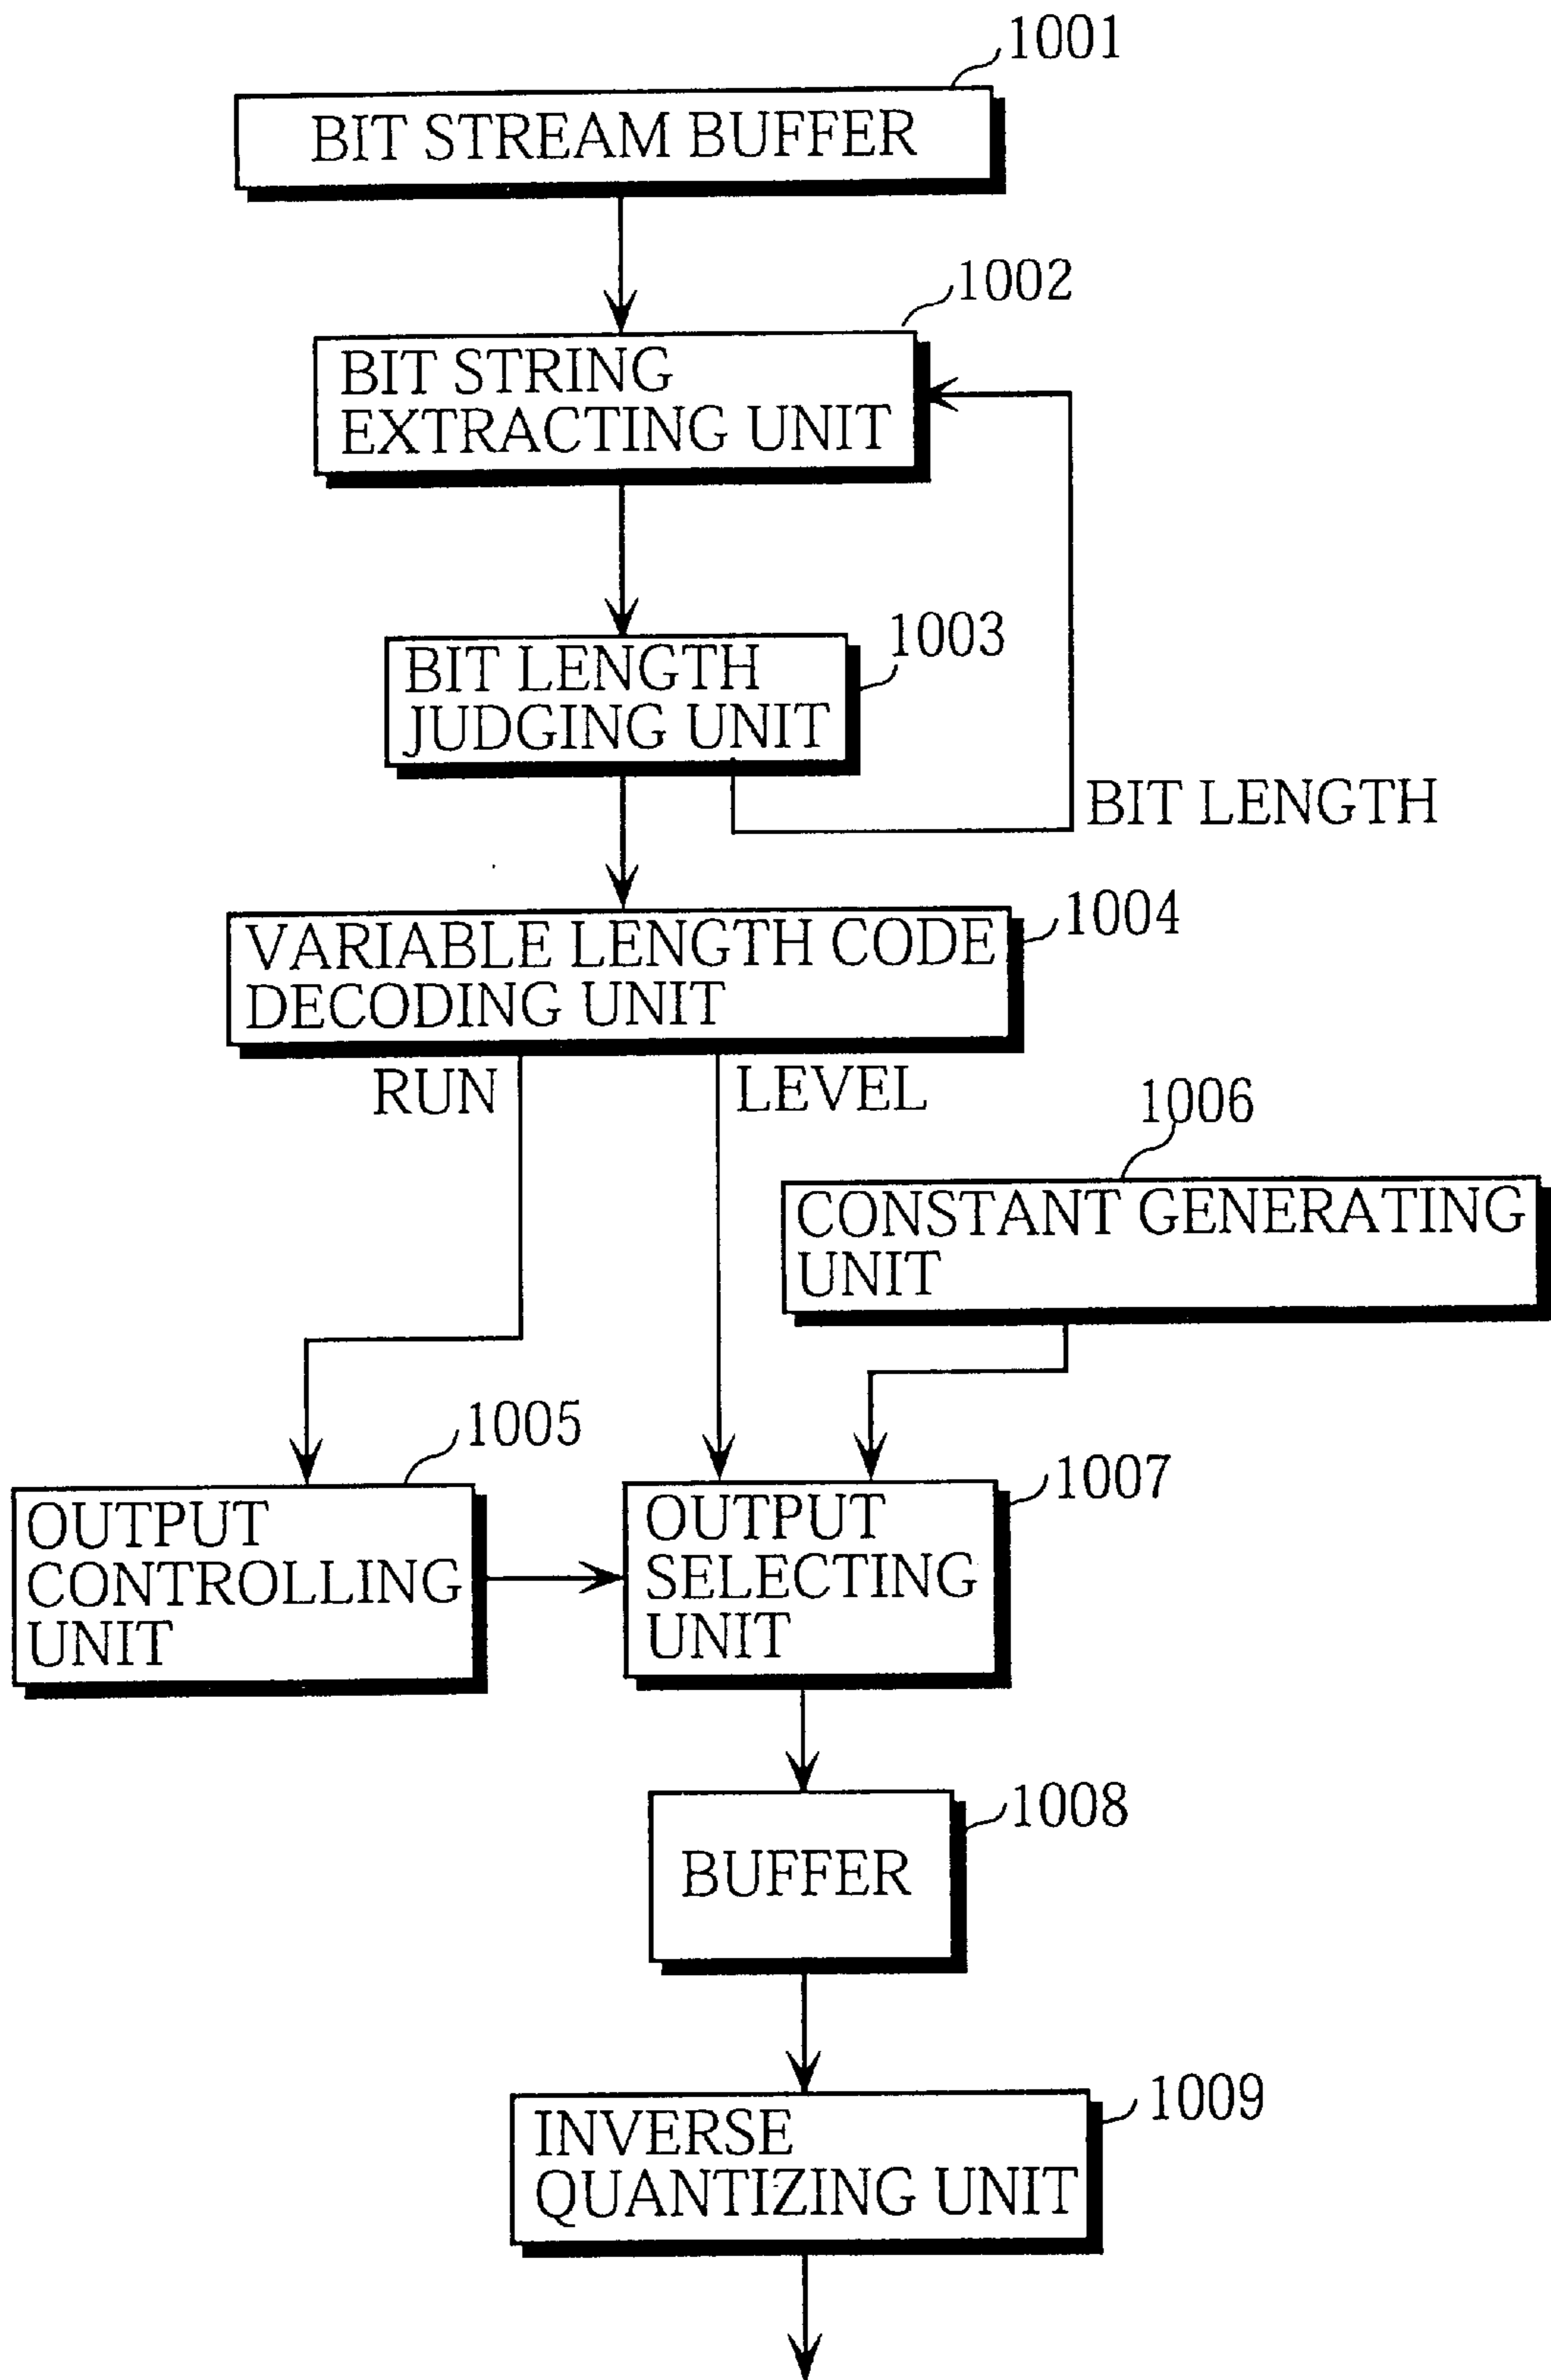 1001
BIT STREAM BUFFER
1002
BIT STRING
EXTRACTING UNIT
1003
BIT LENGTH
JUDGING UNIT
BIT LENGTH
1004
VARIABLE LENGTH CODE
DECODING UNIT
RUN
LEVEL
1006
CONSTANT GENERATING
UNIT
1005
OUTPUT
CONTROLLING
UNIT
1007
OUTPUT
SELECTING
UNIT
1008
BUFFER
1009
INVERSE
QUANTIZING UNIT